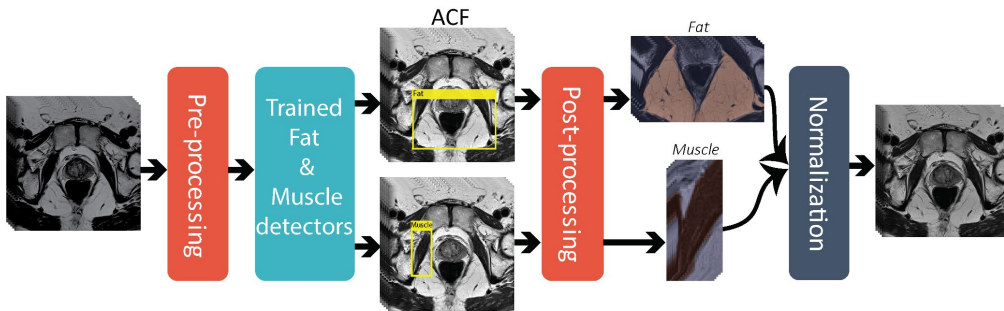 ACF
Fat
Pre-processing
Trained
Fat
&
Muscle
detectors
Fat
Muscle
Post-processing
Muscle
Normalization